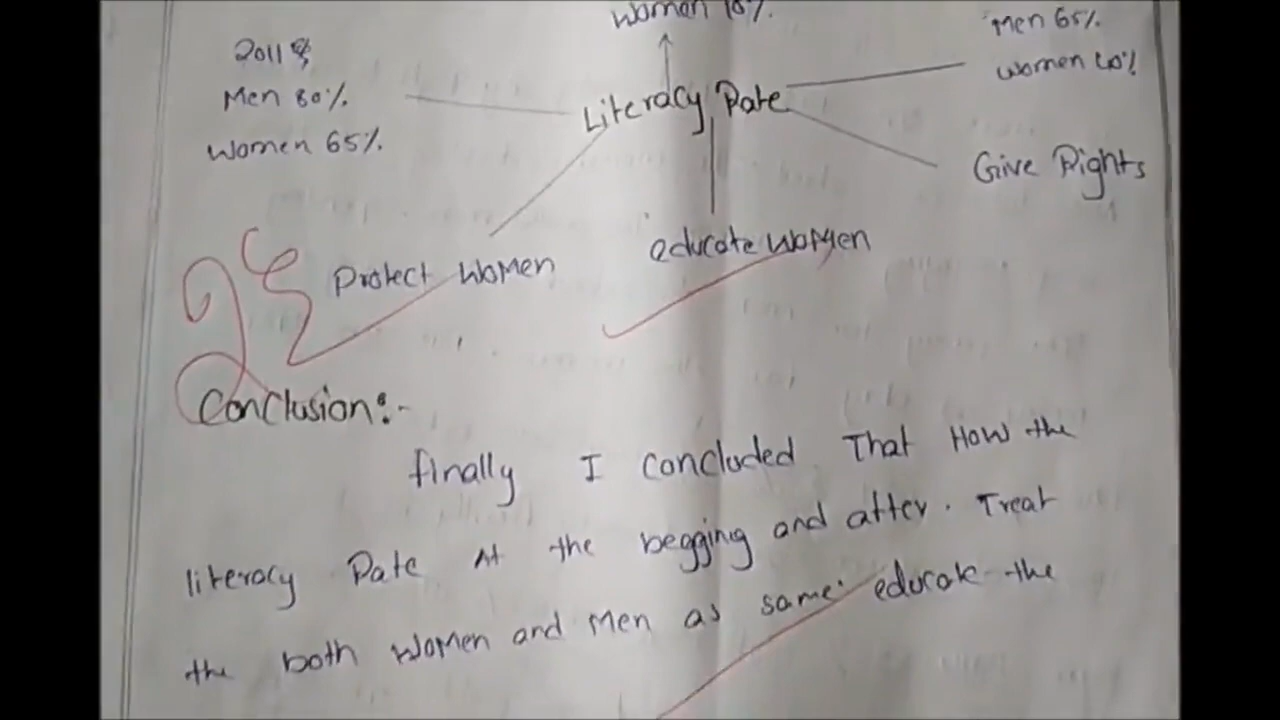 Women 10%.
Men 65%.
2011
Women 40%
Men 80%.
Literacy Rate
Women 65%.
Give Rights
educate women
Protect Women
Conclusion:-
finally I concluded That How the
literacy Rate At the begging and after. Treat
the both women and Men as same. educate the